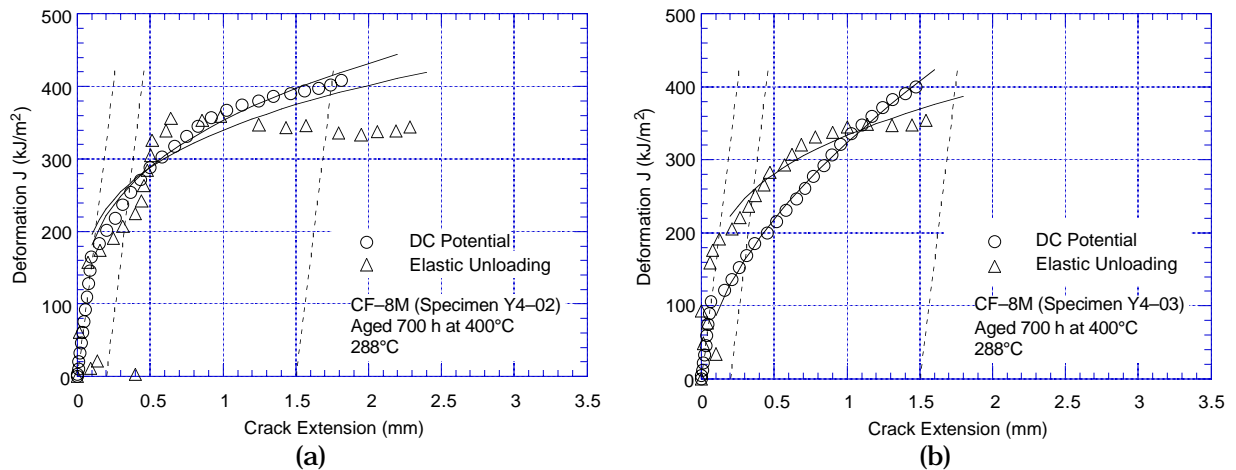 500
400
300
200
100
0
Deformation J (kJ/m²)
DC Potential
Elastic Unloading
CF–8M (Specimen Y4–02)
Aged 700 h at 400°C
288°C
0 0.5 1 1.5 2 2.5 3 3.5
Crack Extension (mm)
(a)
500
400
300
200
100
0
Deformation J (kJ/m²)
DC Potential
Elastic Unloading
CF–8M (Specimen Y4–03)
Aged 700 h at 400°C
288°C
0 0.5 1 1.5 2 2.5 3 3.5
Crack Extension (mm)
(b)